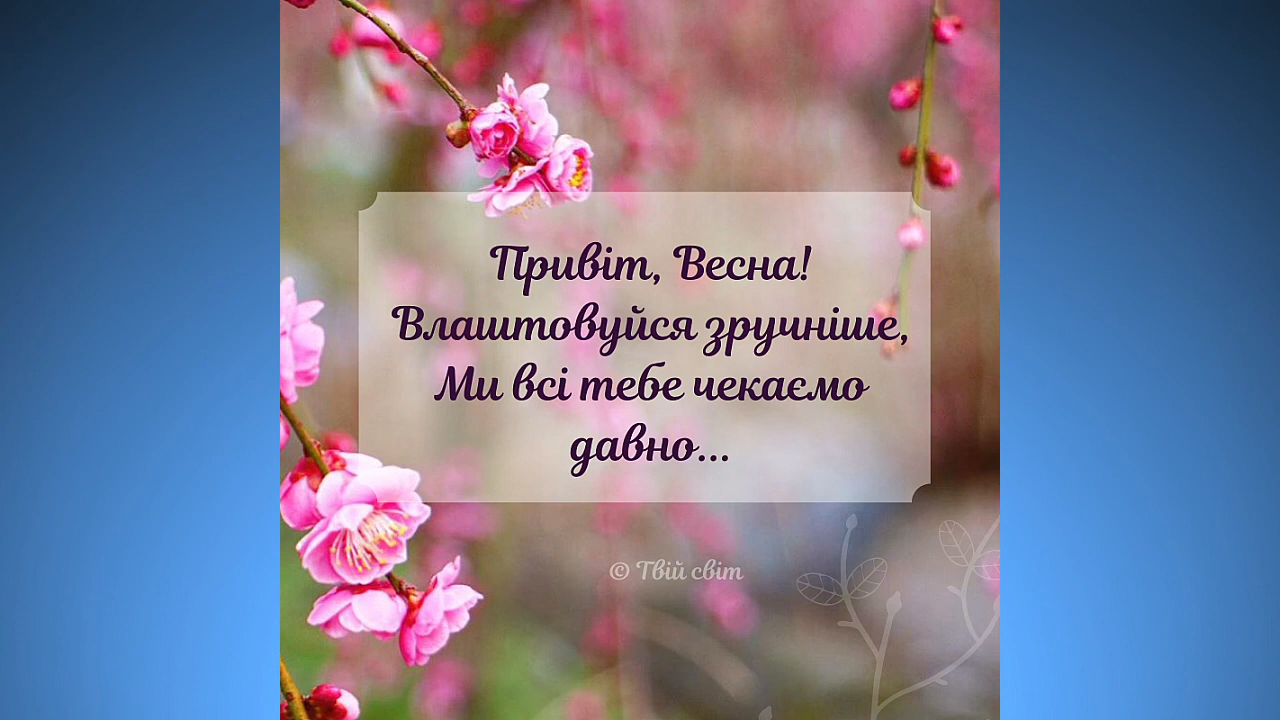 Привіт, Весна!
Влаштовуйся зручніше,
Ми всі тебе чекаємо
давно...
© Твій світ